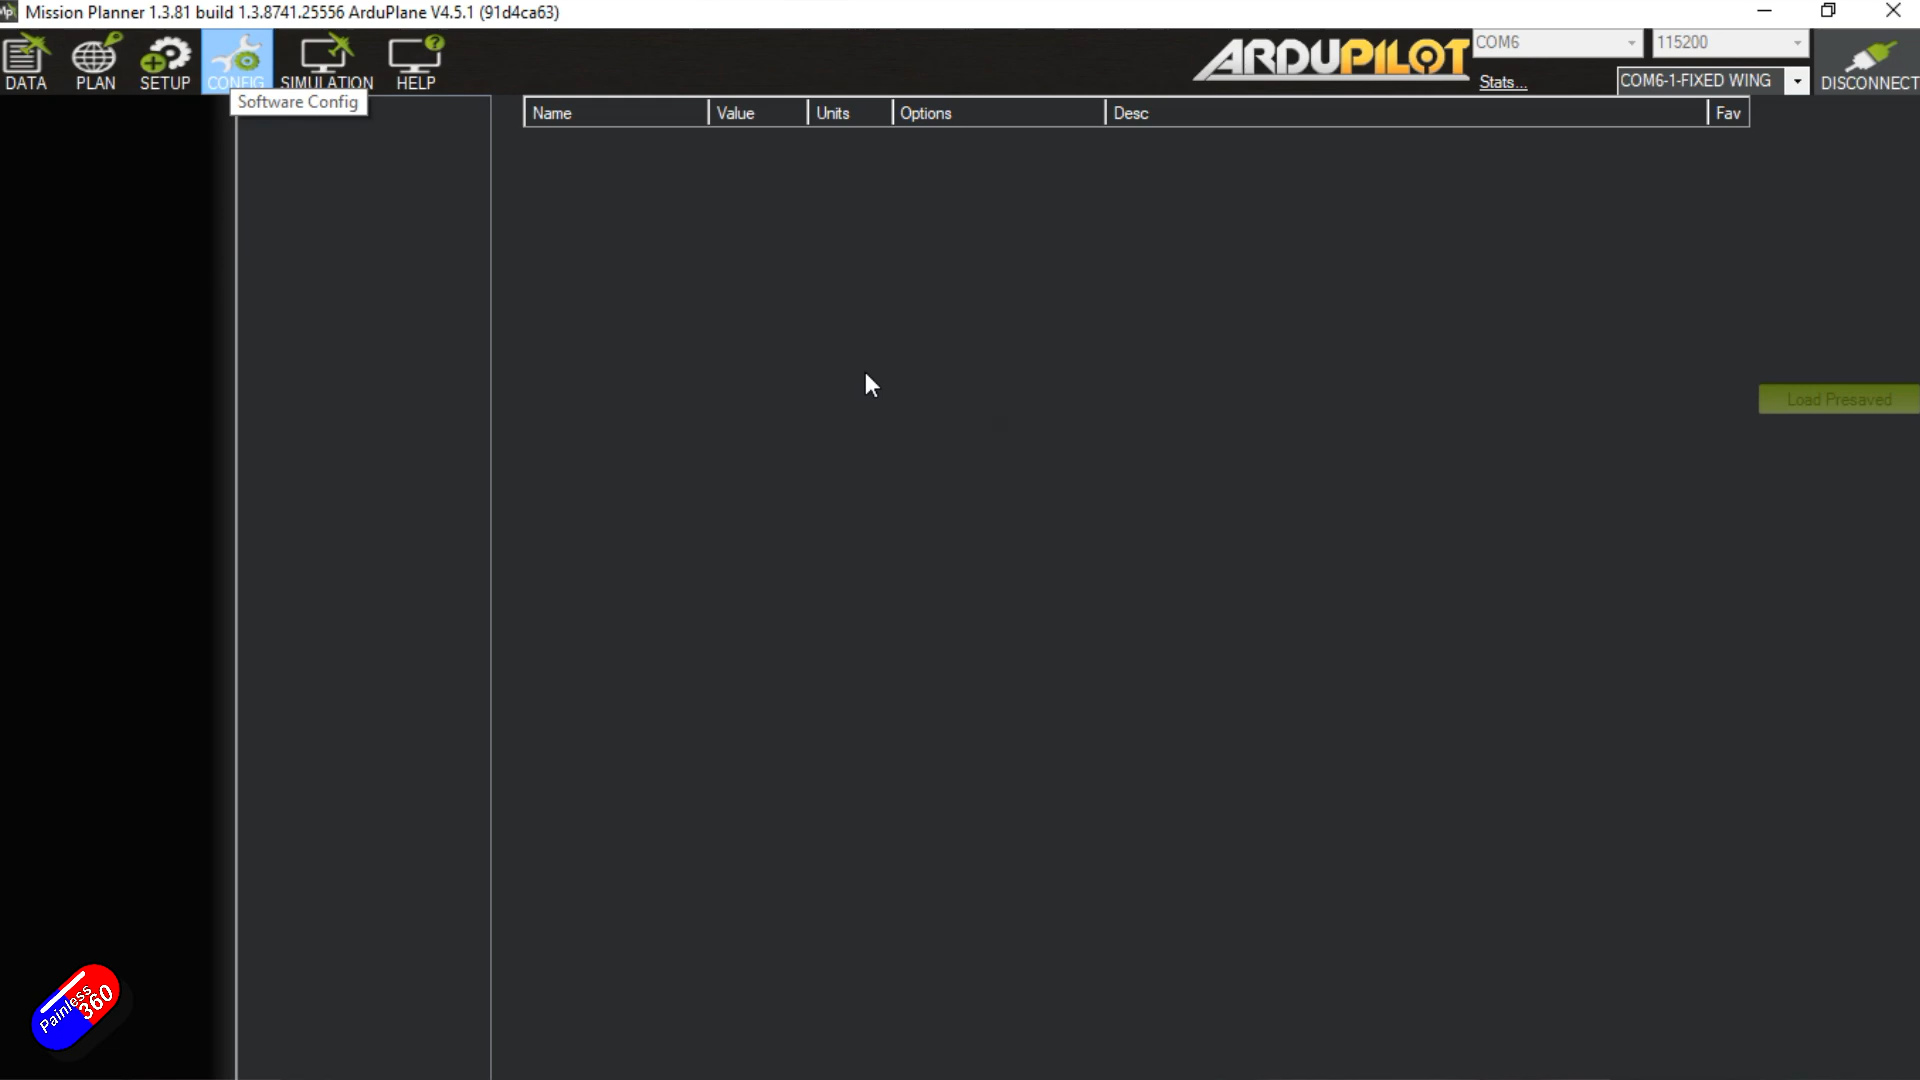 Mission Planner 1.3.81 build 1.3.8741.25556 ArduPlane V4.5.1 (91d4ca63)
DATA
PLAN
SETUP
CONFIG
SIMULATION
HELP
ARDUPILOT
COM6
115200
Stats...
COM6-1-FIXED WING
DISCONNECT
Software Config
Name
Value
Units
Options
Desc
Fav
Load Presaved
Painless
360